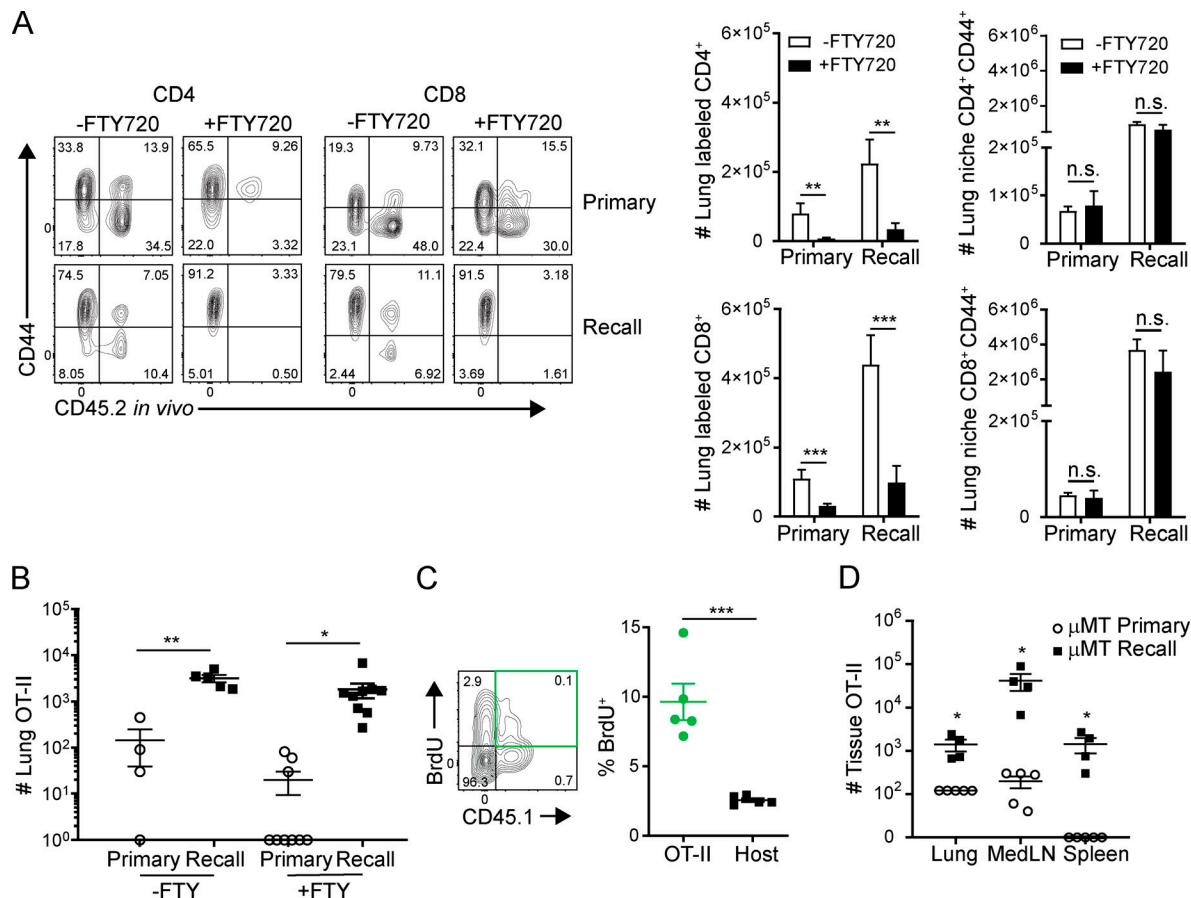 A
CD4
CD8
-FTY720
+FTY720
-FTY720
+FTY720
33.8
13.9
65.5
9.26
19.3
9.73
32.1
15.5
17.8
34.5
22.0
3.32
23.1
48.0
22.4
30.0
Primary
74.5
7.05
91.2
3.33
79.5
11.1
91.5
3.18
8.05
10.4
5.01
0.50
2.44
6.92
3.69
1.61
Recall
0
0
0
0
0
0
CD44
CD45.2 in vivo
# Lung labeled CD4⁺
6×10⁵
4×10⁵
2×10⁵
0
-FTY720
+FTY720
**
**
Primary
Recall
# Lung niche CD4⁺ CD44⁺
6×10⁶
4×10⁶
2×10⁶
2×10⁵
1×10⁵
0
-FTY720
+FTY720
n.s.
n.s.
Primary
Recall
# Lung labeled CD8⁺
6×10⁵
4×10⁵
2×10⁵
0
***
***
Primary
Recall
# Lung niche CD8⁺ CD44⁺
6×10⁶
4×10⁶
2×10⁶
2×10⁵
0
n.s.
n.s.
Primary
Recall
B
# Lung OT-II
10⁵
10⁴
10³
10²
10¹
10⁰
**
*
Primary Recall
Primary Recall
-FTY
+FTY
C
BrdU
2.9
0.1
0
96.3
0.7
0
CD45.1
% BrdU⁺
15
10
5
0
***
OT-II
Host
D
# Tissue OT-II
10⁶
10⁵
10⁴
10³
10²
0
μMT Primary
μMT Recall
*
*
*
Lung
MedLN
Spleen